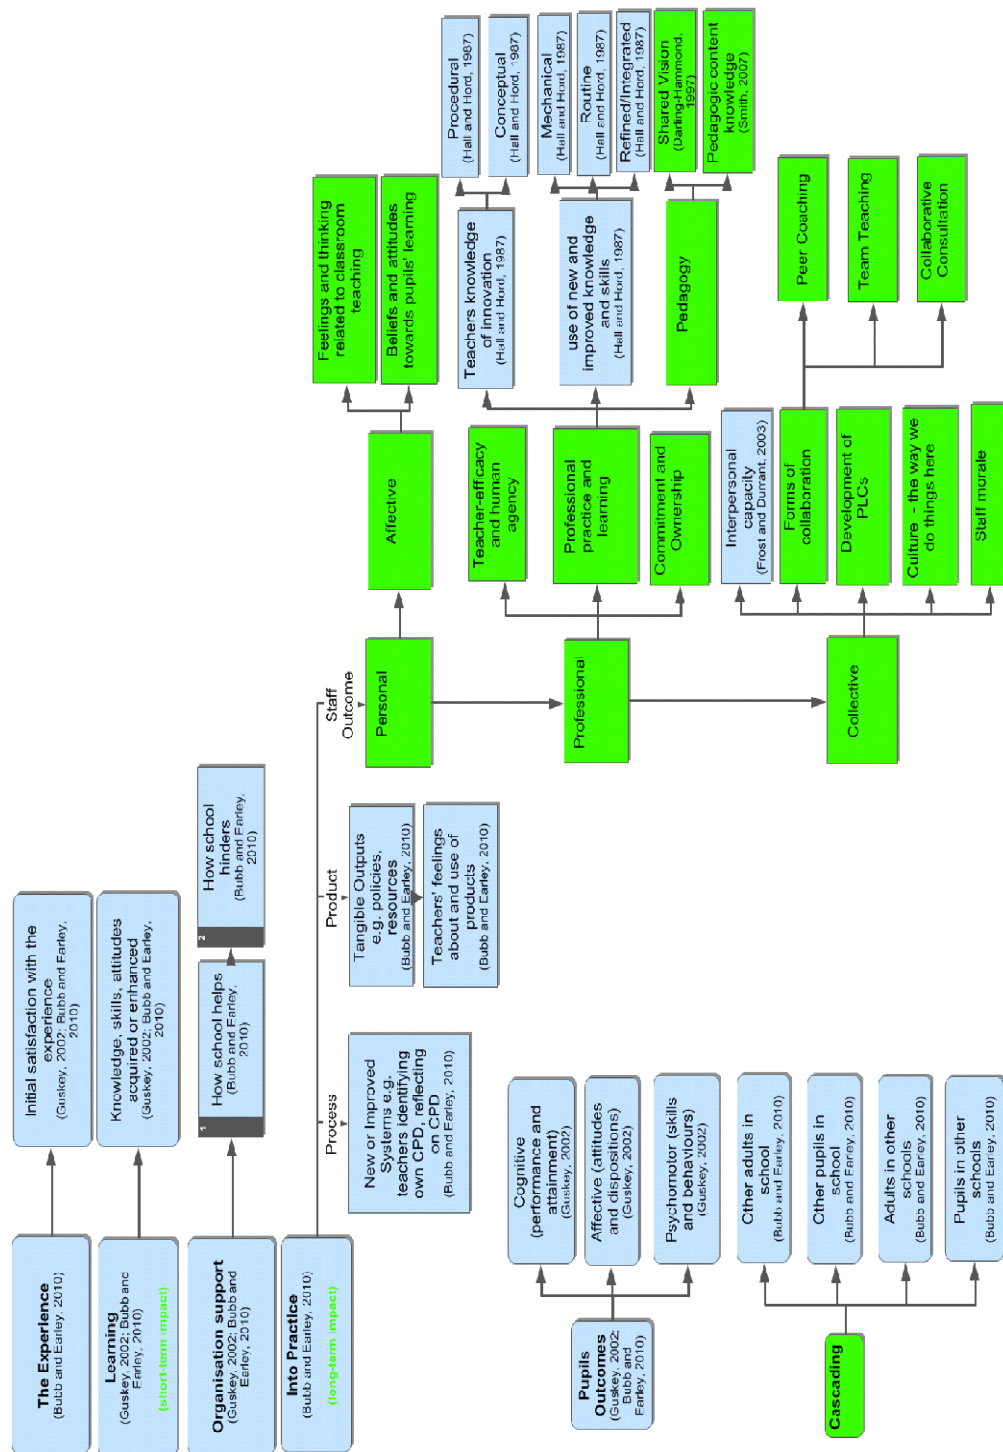 The Experience
(Bubb and Earley, 2010)
Initial satisfaction with the
experience
(Guskey, 2002; Bubb and Earley,
2010)
Learning
(Guskey, 2002; Bubb and
Earley, 2010)
(short-term impact)
Knowledge, skills, attitudes
acquired or enhanced
(Guskey, 2002; Bubb and Earley,
2010)
Organisation support
(Guskey, 2002; Bubb and
Earley, 2010)
1
How school helps
(Bubb and Earley,
2010)
2
How school
hinders
(Bubb and Earley,
2010)
Into Practice
(Bubb and Earley, 2010)
(long-term impact)
Process
New or Improved
Systems e.g.
teachers identifying
own CPD, reflecting
on CPD
(Bubb and Earley, 2010)
Product
Tangible Outputs
e.g. policies,
resources
(Bubb and Earley, 2010)
Teachers' feelings
about and use of
products
(Bubb and Earley, 2010)
Staff
Outcome
Personal
Affective
Feelings and thinking
related to classroom
teaching
Beliefs and attitudes
towards pupils' learning
Professional
Teacher-efficacy
and human
agency
Professional
practice and
learning
Commitment and
Ownership
Teachers knowledge
of innovation
(Hall and Hord, 1987)
Procedural
(Hall and Hord, 1987)
Conceptual
(Hall and Hord, 1987)
use of new and
improved knowledge
and skills
(Hall and Hord, 1987)
Mechanical
(Hall and Hord, 1987)
Routine
(Hall and Hord, 1987)
Refined/Integrated
(Hall and Hord, 1987)
Pedagogy
Shared Vision
(Darling-Hammond,
1997)
Pedagogic content
knowledge
(Smith, 2007)
Collective
Interpersonal
capacity
(Frost and Durrant, 2003)
Forms of
collaboration
Development of
PLCs
Culture - the way we
do things here
Staff morale
Peer Coaching
Team Teaching
Collaborative
Consultation
Pupils
Outcomes
(Guskey, 2002;
Bubb and
Earley, 2010)
Cognitive
(performance and
attainment)
(Guskey, 2002)
Affective (attitudes
and dispositions)
(Guskey, 2002)
Psychomotor (skills
and behaviours)
(Guskey, 2002)
Cascading
Other adults in
school
(Bubb and Earley, 2010)
Other pupils in
school
(Bubb and Earley, 2010)
Adults in other
schools
(Bubb and Earley, 2010)
Pupils in other
schools
(Bubb and Earley, 2010)